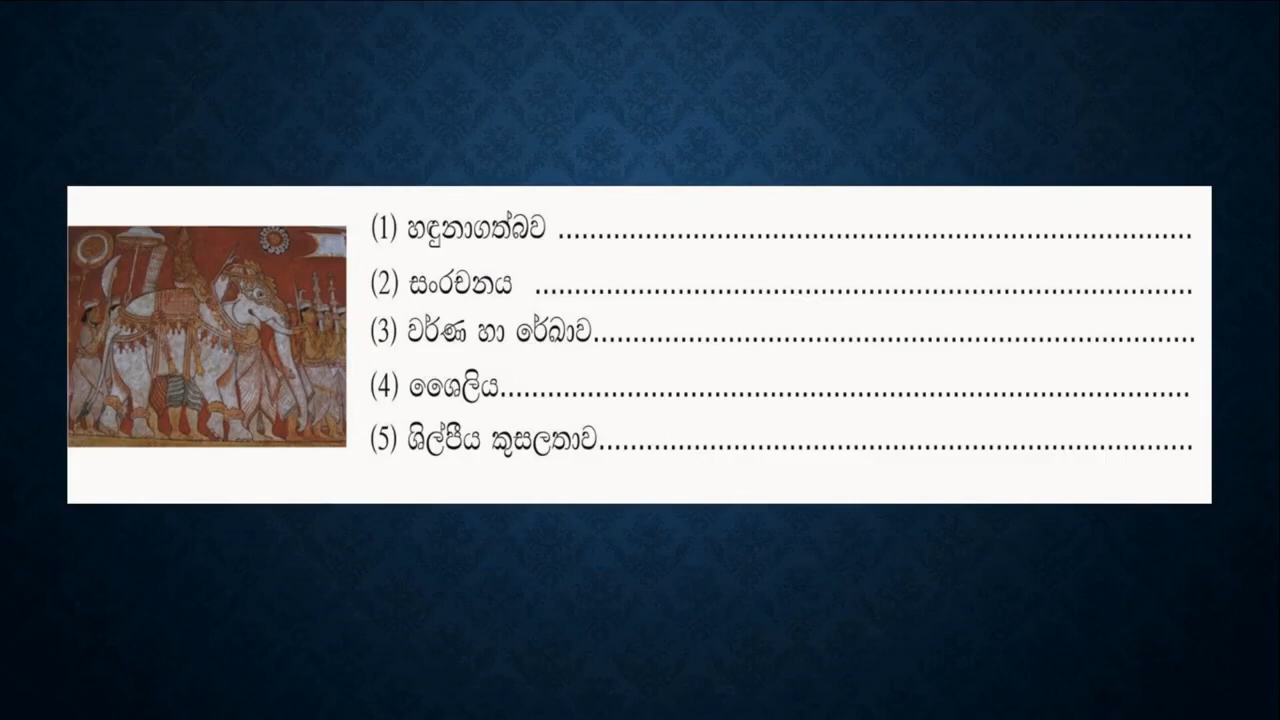 (1) හඳුනාගත්බව ................................................................................
(2) සංරචනය ...................................................................................
(3) වර්ණ හා රේඛාව............................................................................
(4) ශෛලිය.......................................................................................
(5) ශිල්පීය කුසලතාව...........................................................................